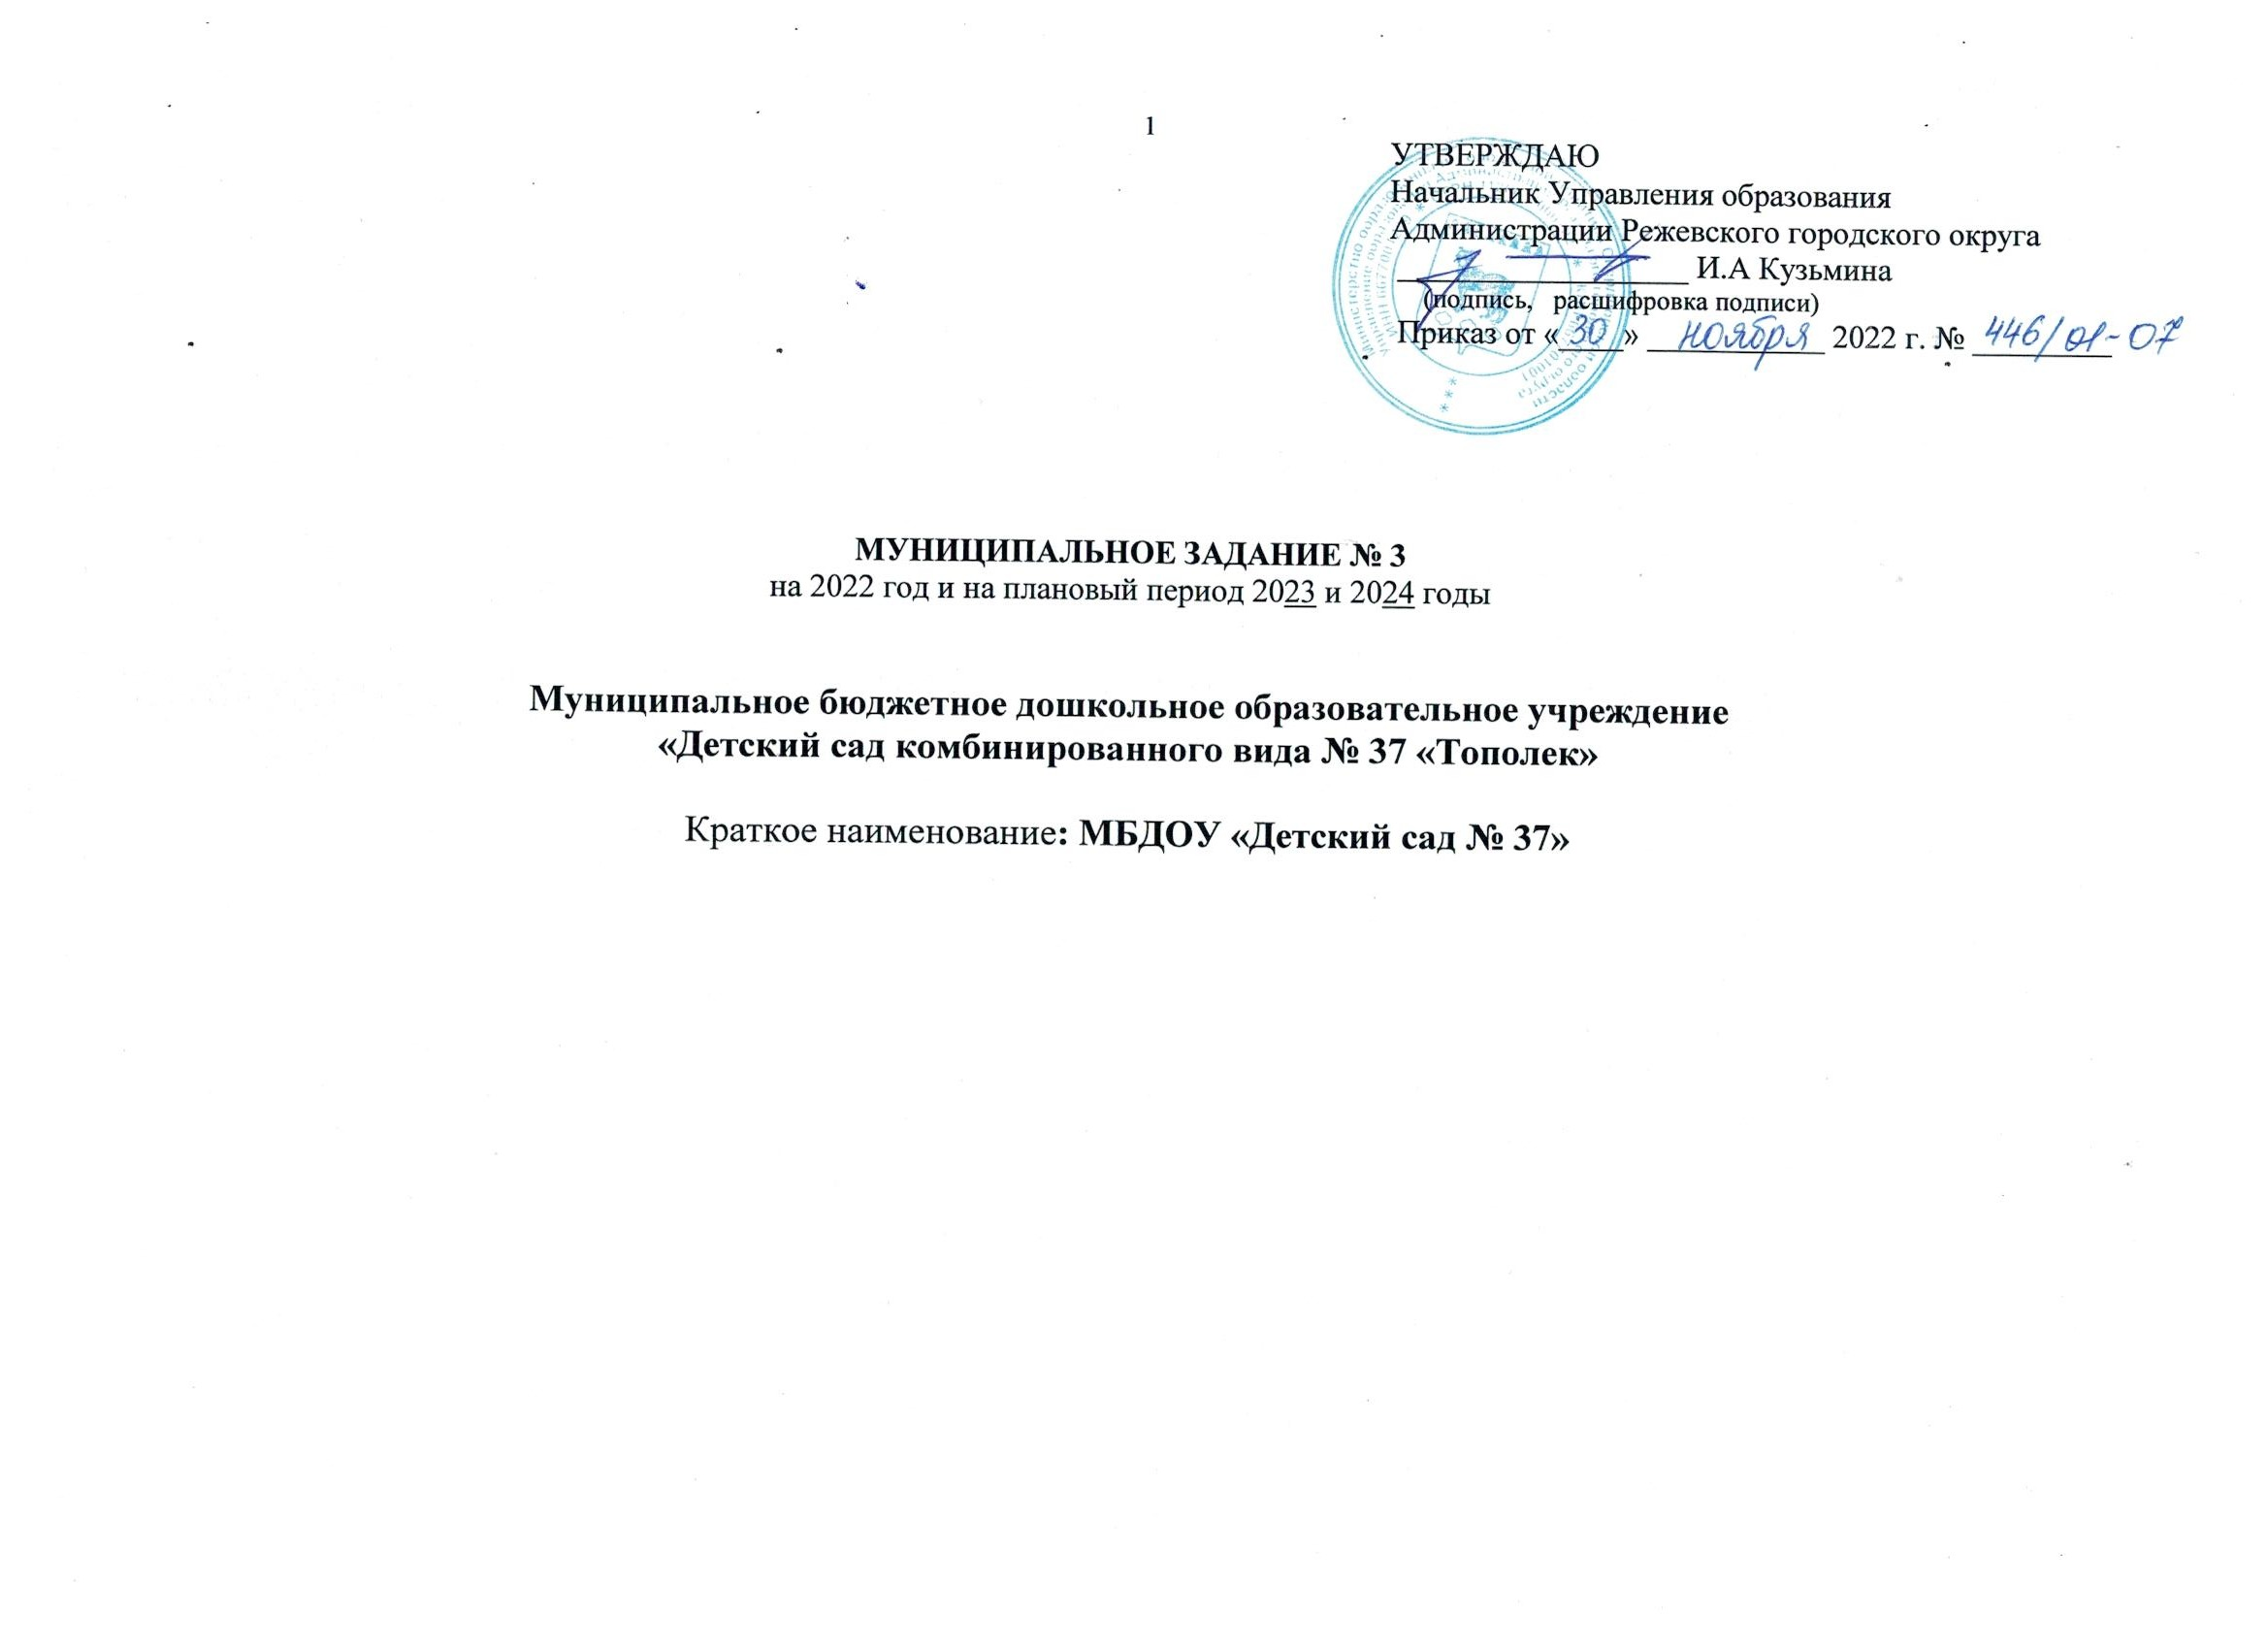 1
УТВЕРЖДАЮ
Начальник Управления образования
Администрации Режевского городского округа
__________________ И.А Кузьмина
(подпись, расшифровка подписи)
Приказ от «30» ноября 2022 г. № 446/01-07
МУНИЦИПАЛЬНОЕ ЗАДАНИЕ № 3
на 2022 год и на плановый период 2023 и 2024 годы
Муниципальное бюджетное дошкольное образовательное учреждение
«Детский сад комбинированного вида № 37 «Тополек»
Краткое наименование: МБДОУ «Детский сад № 37»